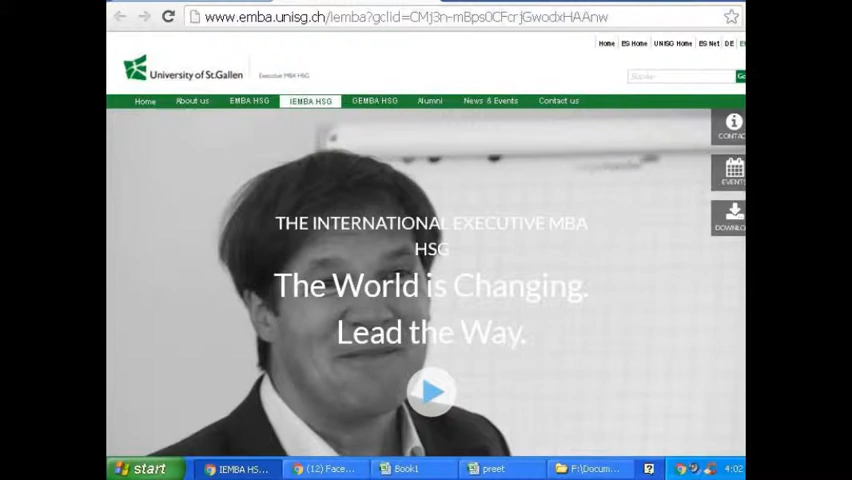 www.emba.unisg.ch/iemba?gclid=CMj3n-mBps0CFcrjGwodxHAAnw
Home ES Home UNISG Home ES Net DE
University of St.Gallen
Executive MBA HSG
Home About us EMBA HSG IEMBA HSG GEMBA HSG Alumni News & Events Contact us
CONTAC
EVENTS
DOWNLO
THE INTERNATIONAL EXECUTIVE MBA
HSG
The World is Changing.
Lead the Way.
start IEMBA HS... (12) Face... Book1 preet F:\Docum... 4:02